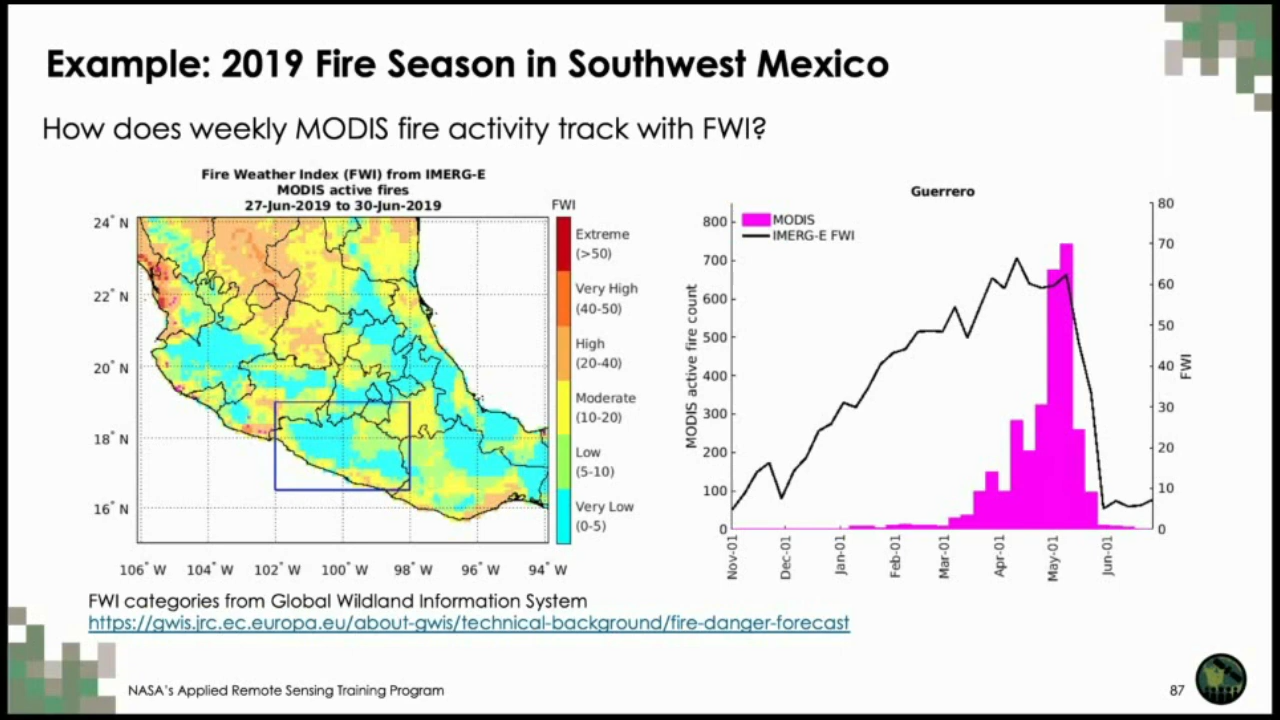 Example: 2019 Fire Season in Southwest Mexico
How does weekly MODIS fire activity track with FWI?
Fire Weather Index (FWI) from IMERG-E
MODIS active fires
27-Jun-2019 to 30-Jun-2019
FWI
24° N
22° N
20° N
18° N
16° N
106° W 104° W 102° W 100° W 98° W 96° W 94° W
Extreme
(>50)
Very High
(40-50)
High
(20-40)
Moderate
(10-20)
Low
(5-10)
Very Low
(0-5)
Guerrero
MODIS
IMERG-E FWI
MODIS active fire count
800
700
600
500
400
300
200
100
0
FWI
80
70
60
50
40
30
20
10
0
Nov-01 Dec-01 Jan-01 Feb-01 Mar-01 Apr-01 May-01 Jun-01
FWI categories from Global Wildland Information System
https://gwis.jrc.ec.europa.eu/about-gwis/technical-background/fire-danger-forecast
NASA's Applied Remote Sensing Training Program
87